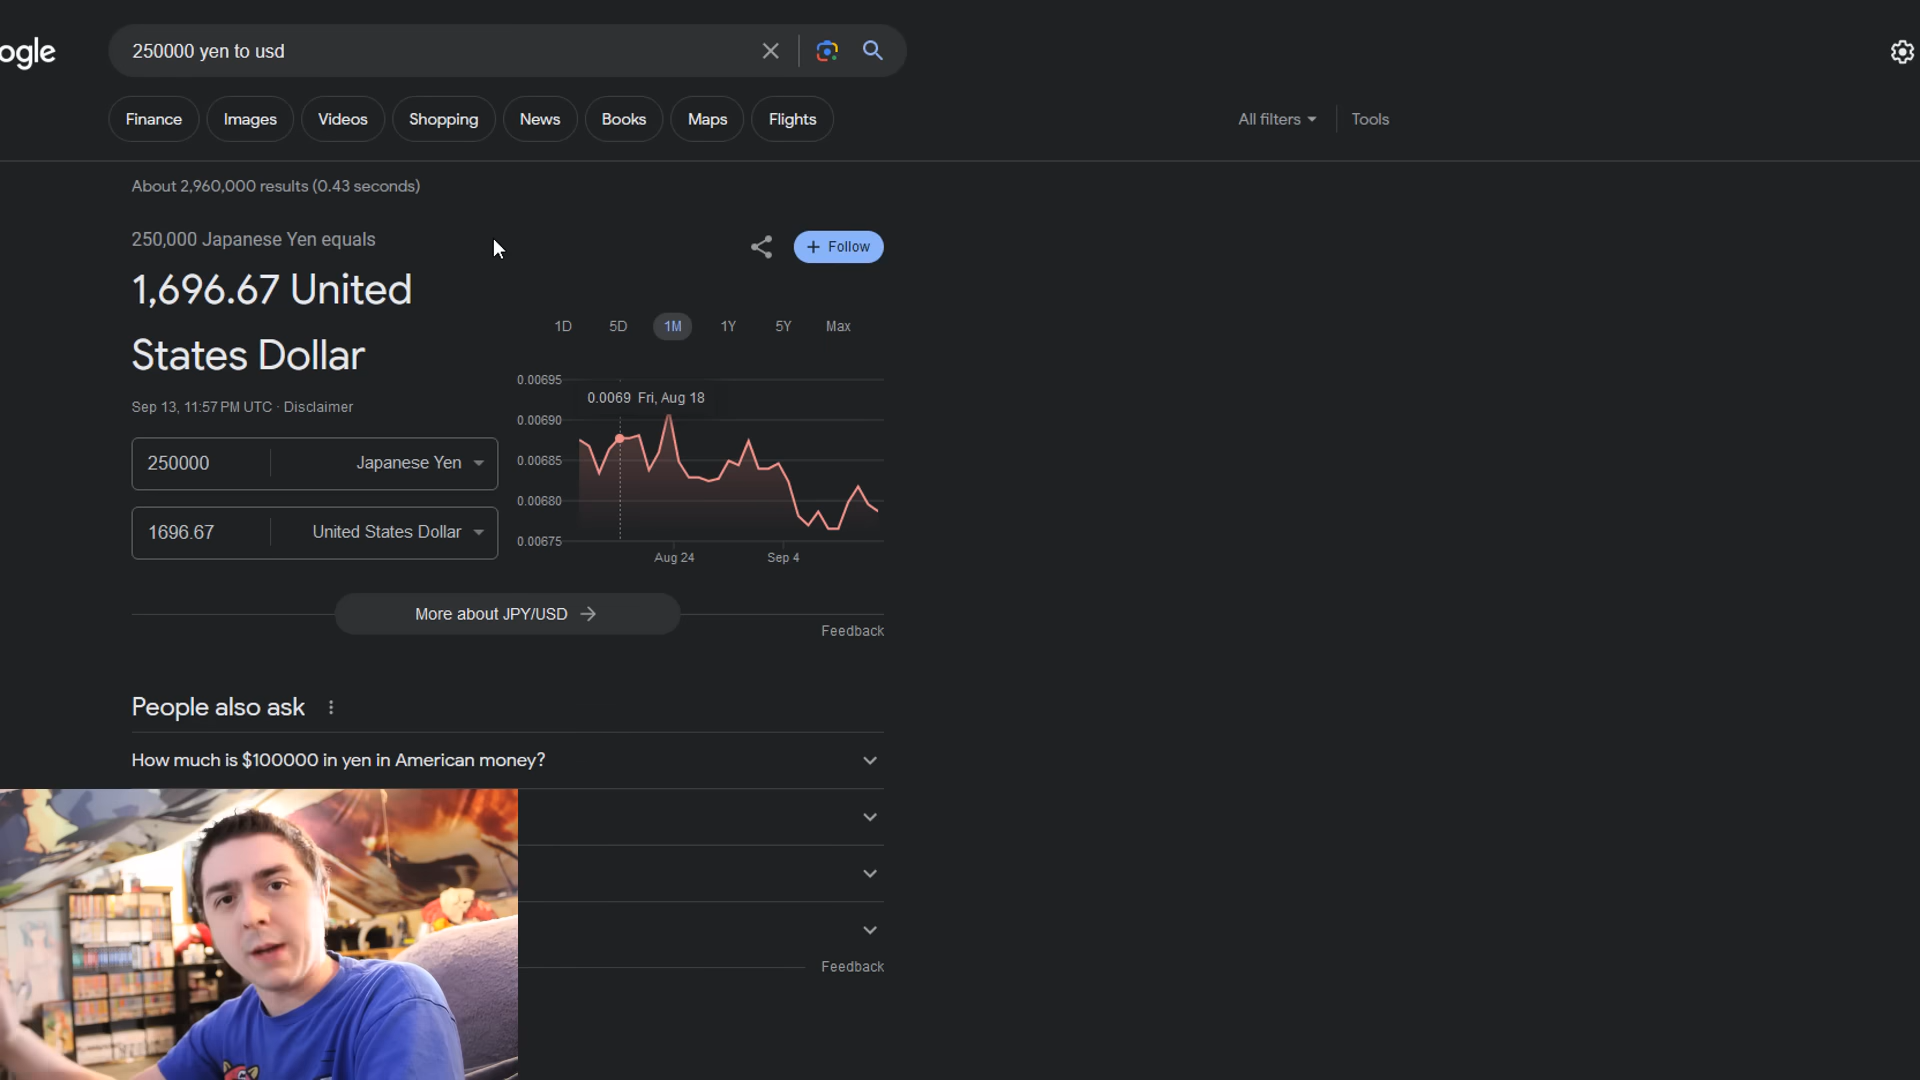 ogle
250000 yen to usd
Finance
Images
Videos
Shopping
News
Books
Maps
Flights
All filters
Tools
About 2,960,000 results (0.43 seconds)
250,000 Japanese Yen equals
1,696.67 United
States Dollar
Sep 13, 11:57 PM UTC · Disclaimer
250000 Japanese Yen
1696.67 United States Dollar
+ Follow
1D 5D 1M 1Y 5Y Max
0.0069 Fri, Aug 18
0.00695
0.00690
0.00685
0.00680
0.00675
Aug 24
Sep 4
More about JPY/USD
Feedback
People also ask
How much is $100000 in yen in American money?
Feedback